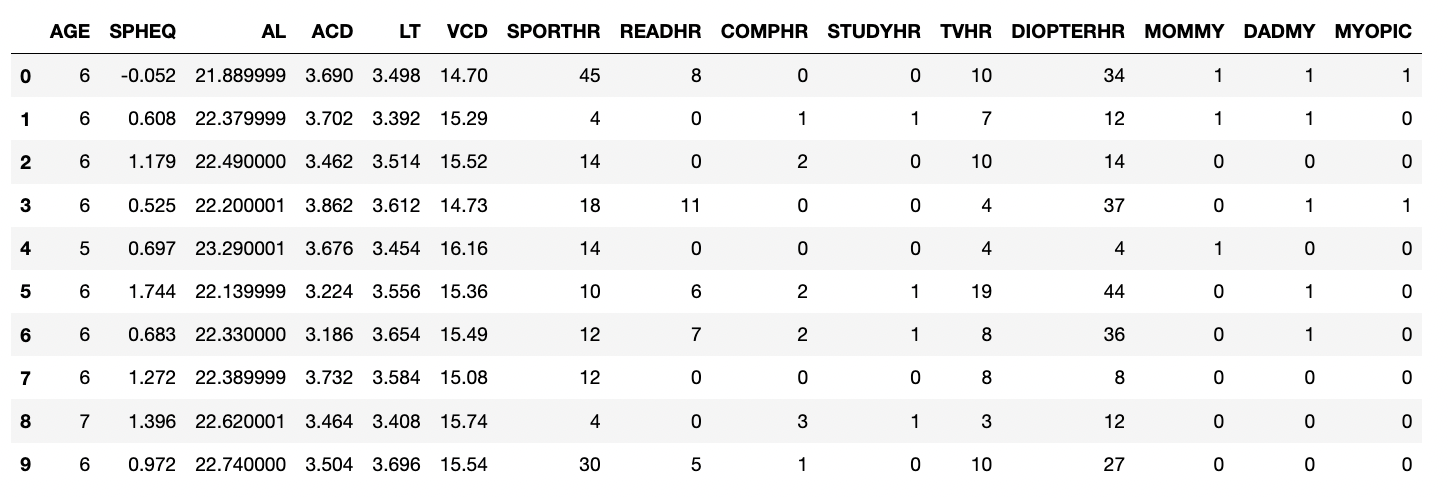 AGE SPHEQ AL ACD LT VCD SPORTHR READHR COMPHR STUDYHR TVHR DIOPTERHR MOMMY DADMY MYOPIC
0 6 -0.052 21.889999 3.690 3.498 14.70 45 8 0 0 10 34 1 1 1
1 6 0.608 22.379999 3.702 3.392 15.29 4 0 1 1 7 12 1 1 0
2 6 1.179 22.490000 3.462 3.514 15.52 14 0 2 0 10 14 0 0 0
3 6 0.525 22.200001 3.862 3.612 14.73 18 11 0 0 4 37 0 1 1
4 5 0.697 23.290001 3.676 3.454 16.16 14 0 0 0 4 4 1 0 0
5 6 1.744 22.139999 3.224 3.556 15.36 10 6 2 1 19 44 0 1 0
6 6 0.683 22.330000 3.186 3.654 15.49 12 7 2 1 8 36 0 1 0
7 6 1.272 22.389999 3.732 3.584 15.08 12 0 0 0 8 8 0 0 0
8 7 1.396 22.620001 3.464 3.408 15.74 4 0 3 1 3 12 0 0 0
9 6 0.972 22.740000 3.504 3.696 15.54 30 5 1 0 10 27 0 0 0